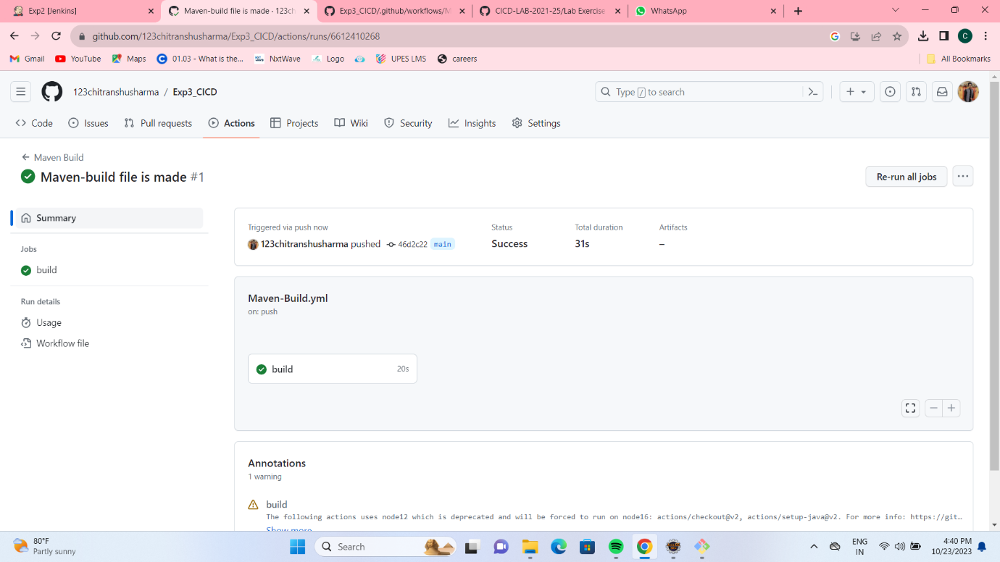 Exp2 [Jenkins]
Maven-build file is made · 123ch
Exp3_CICD/.github/workflows/M
CICD-LAB-2021-25/Lab Exercise
WhatsApp
github.com/123chitranshusharma/Exp3_CICD/actions/runs/6612410268
C
Gmail
YouTube
Maps
01.03 - What is the...
NxtWave
Logo
UPES LMS
careers
All Bookmarks
123chitranshusharma / Exp3_CICD
Type / to search
Code
Issues
Pull requests
Actions
Projects
Wiki
Security
Insights
Settings
Maven Build
Maven-build file is made #1
Re-run all jobs
Summary
Jobs
build
Run details
Usage
Workflow file
Triggered via push now
123chitranshusharma pushed 46d2c22 main
Status
Success
Total duration
31s
Artifacts
–
Maven-Build.yml
on: push
build 20s
Annotations
1 warning
build
The following actions uses node12 which is deprecated and will be forced to run on node16: actions/checkout@v2, actions/setup-java@v2. For more info: https://git…
Show more
80°F
Partly sunny
Search
ENG
IN
4:40 PM
10/23/2023